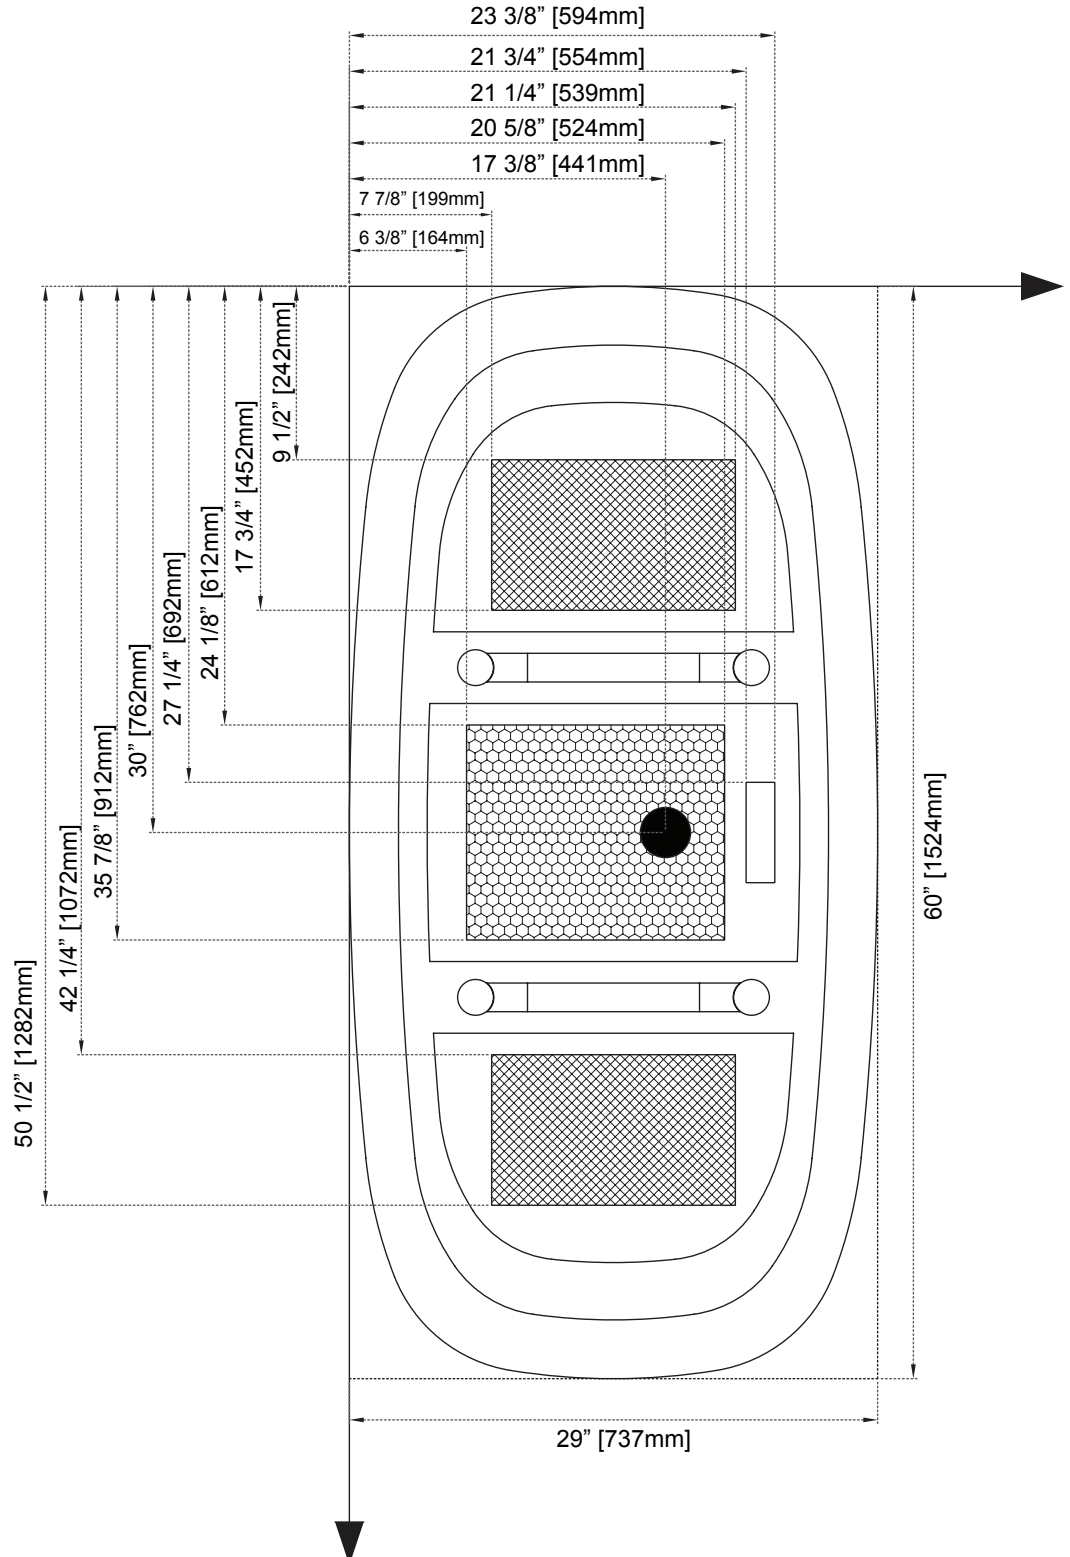 23 3/8” [594mm]
21 3/4” [554mm]
21 1/4” [539mm]
20 5/8” [524mm]
17 3/8” [441mm]
7 7/8” [199mm]
6 3/8” [164mm]
9 1/2” [242mm]
17 3/4” [452mm]
24 1/8” [612mm]
27 1/4” [692mm]
30” [762mm]
35 7/8” [912mm]
42 1/4” [1072mm]
50 1/2” [1282mm]
60” [1524mm]
29” [737mm]